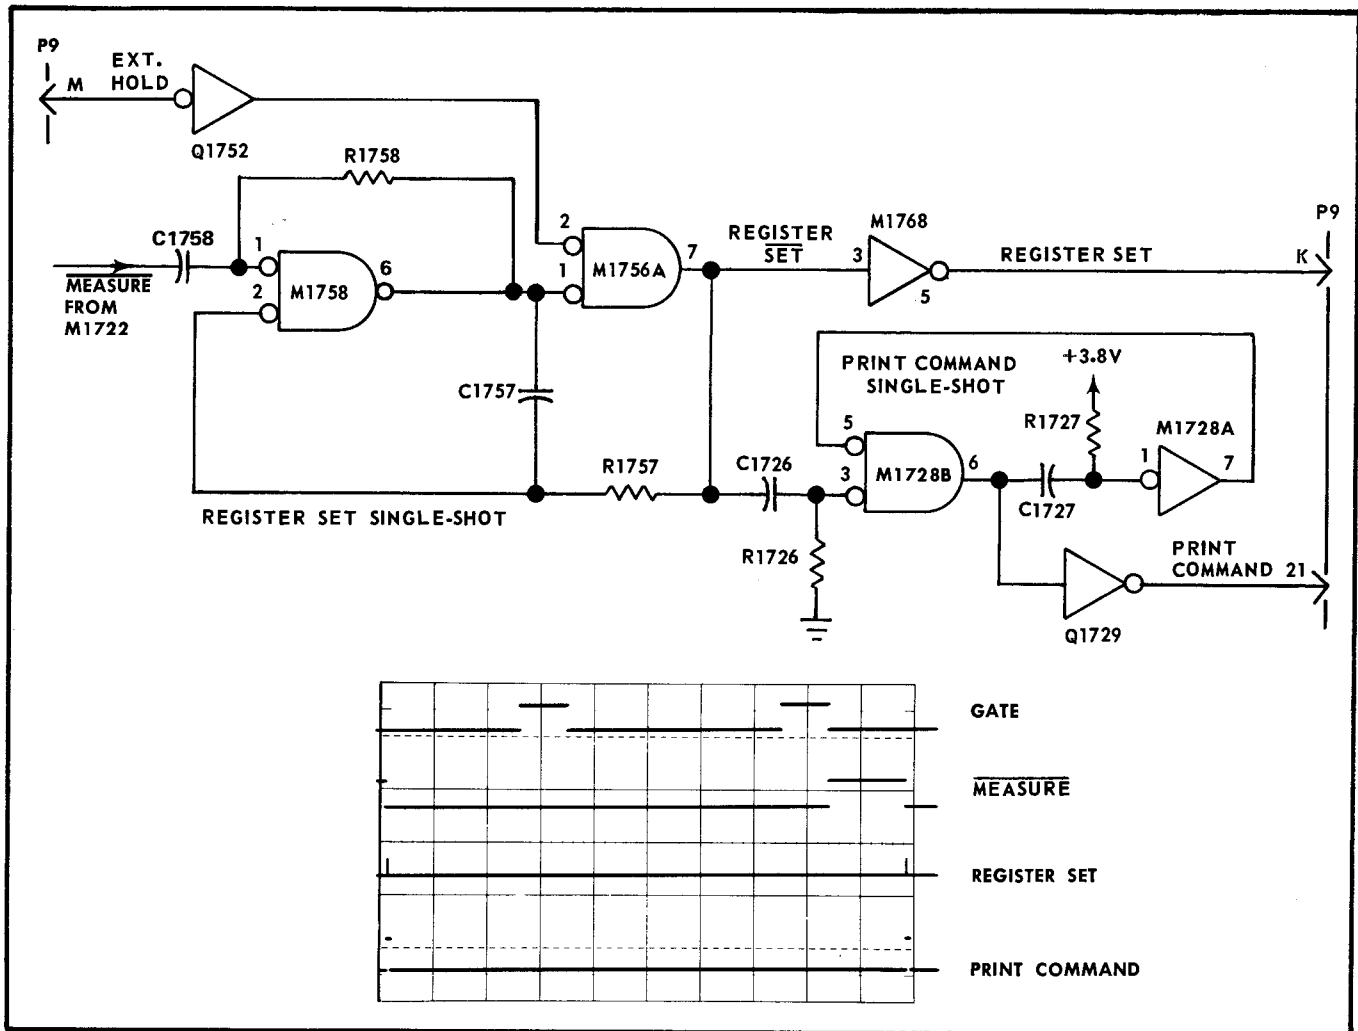 P9
M
EXT.
HOLD
Q1752
R1758
C1758
1
2
6
M1758
MEASURE
FROM
M1722
2
1
M1756A
7
REGISTER
SET
M1768
3
5
REGISTER SET
P9
K
C1757
R1757
REGISTER SET SINGLE-SHOT
C1726
R1726
PRINT COMMAND
SINGLE-SHOT
5
3
M1728B
6
+3.8V
R1727
C1727
M1728A
1
7
PRINT
COMMAND 21
Q1729
GATE
MEASURE
REGISTER SET
PRINT COMMAND